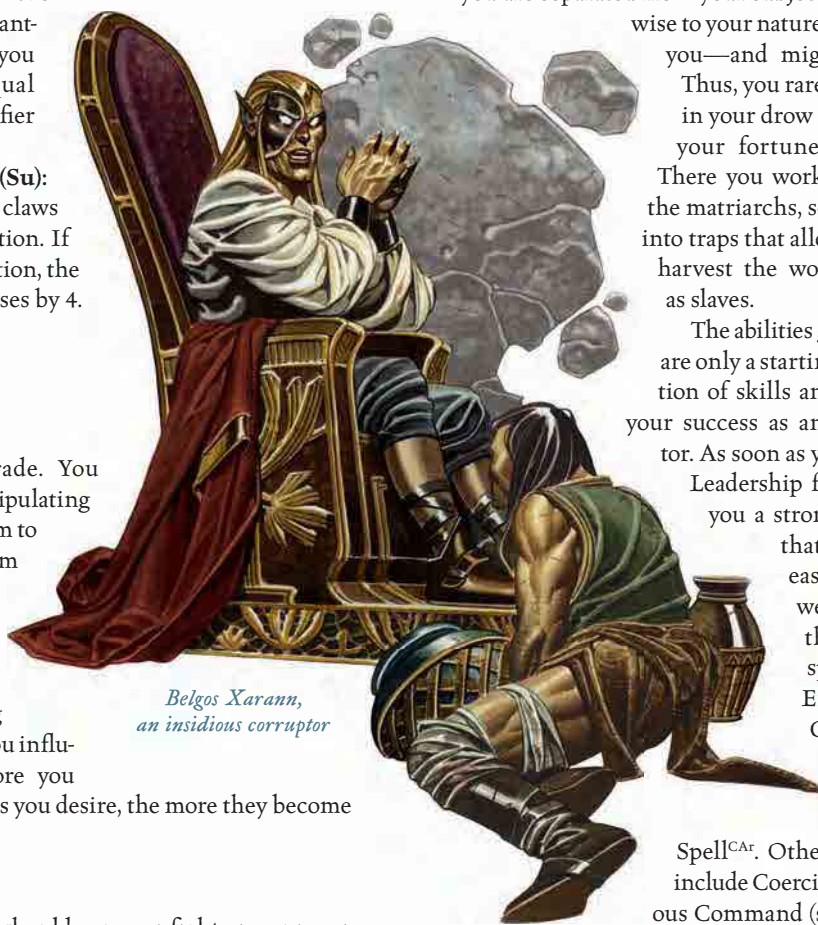 ant-
you
ual
fier
(Su):
claws
tion. If
tion, the
ses by 4.
rade. You
ipulating
m to
m
ou influ-
ore you
s you desire, the more they become
Belgos Xarann,
an insidious corruptor
wise to your nature
you—and mig
Thus, you rare
in your drow
your fortune
There you work
the matriarchs, s
into traps that allo
harvest the wo
as slaves.
The abilities
are only a startin
tion of skills an
your success as an
tor. As soon as y
Leadership f
you a stron
that
eas
we
th
sp
E
Spell<sup>CAr</sup>. Othe
include Coerci
ous Command (s